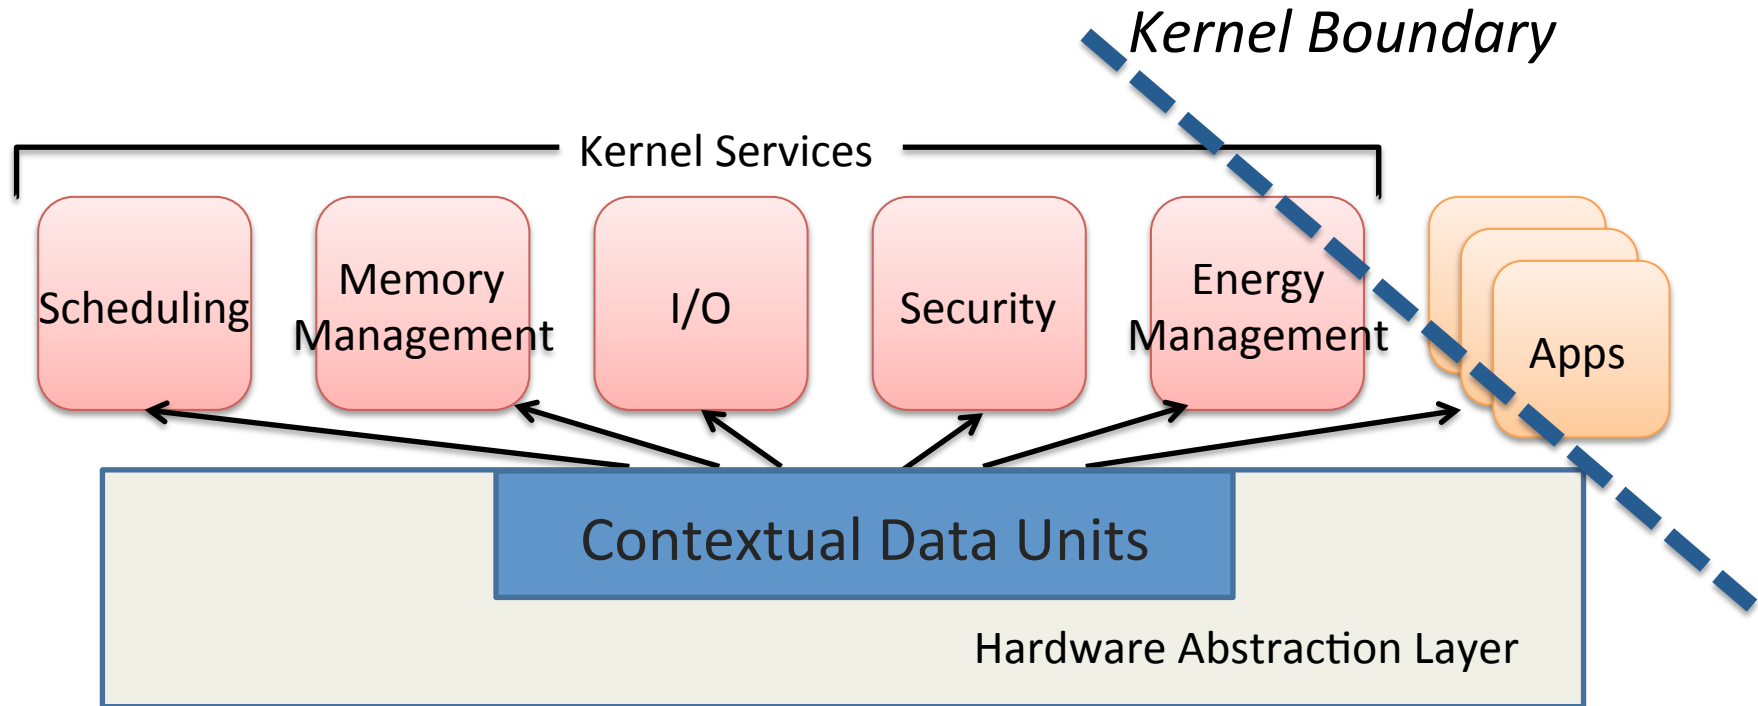 Kernel Boundary
Kernel Services
Scheduling
Memory
Management
I/O
Security
Energy
Management
Apps
Contextual Data Units
Hardware Abstraction Layer